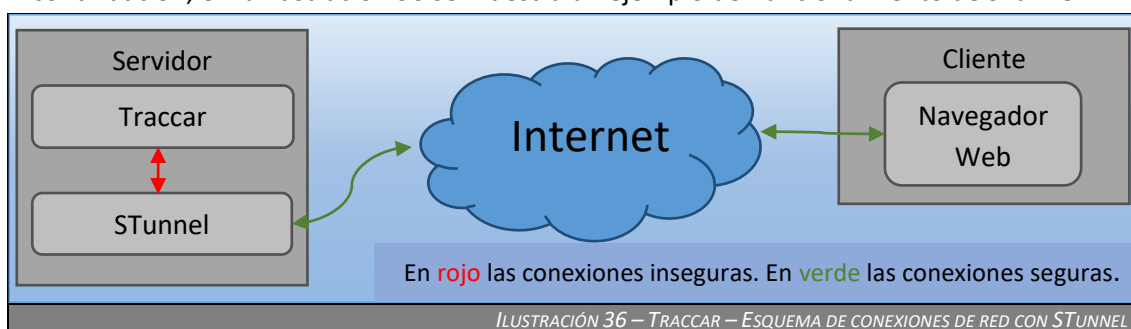 Servidor
Traccar
STunnel
Internet
Cliente
Navegador
Web
En rojo las conexiones inseguras. En verde las conexiones seguras.
ILUSTRACIÓN 36 – TRACCAR – ESQUEMA DE CONEXIONES DE RED CON STUNNEL